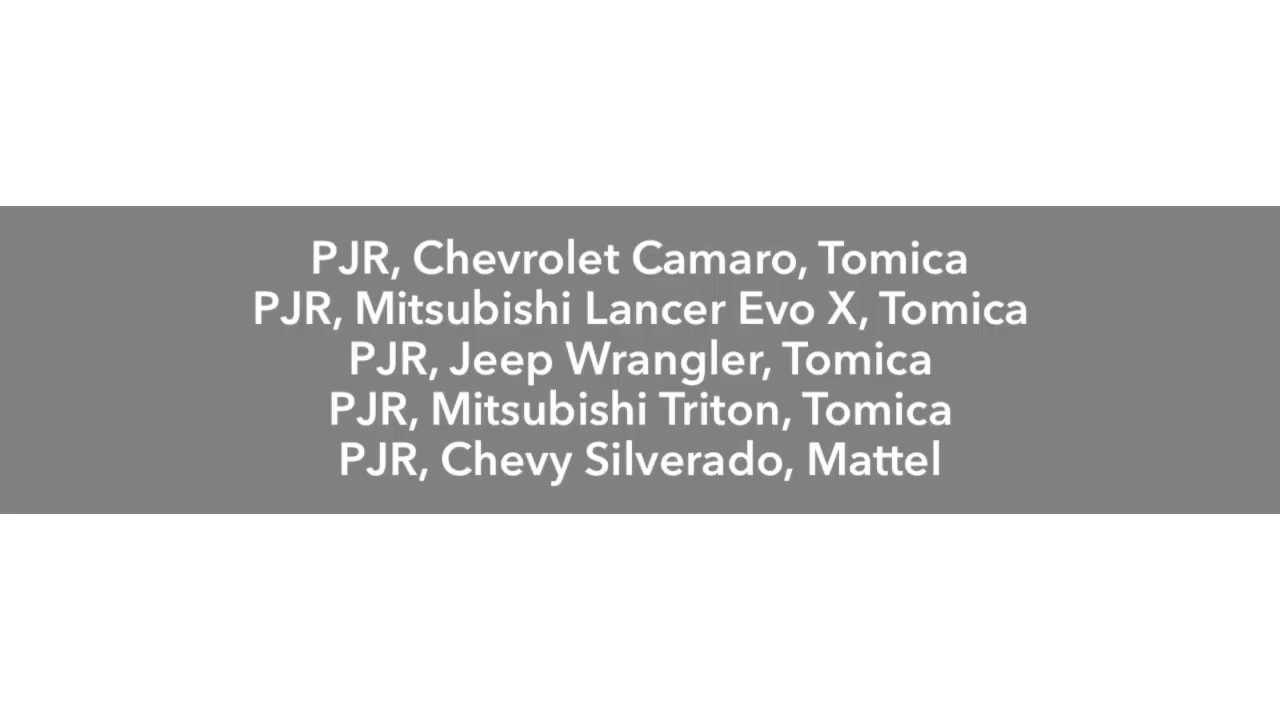 PJR, Chevrolet Camaro, Tomica
PJR, Mitsubishi Lancer Evo X, Tomica
PJR, Jeep Wrangler, Tomica
PJR, Mitsubishi Triton, Tomica
PJR, Chevy Silverado, Mattel